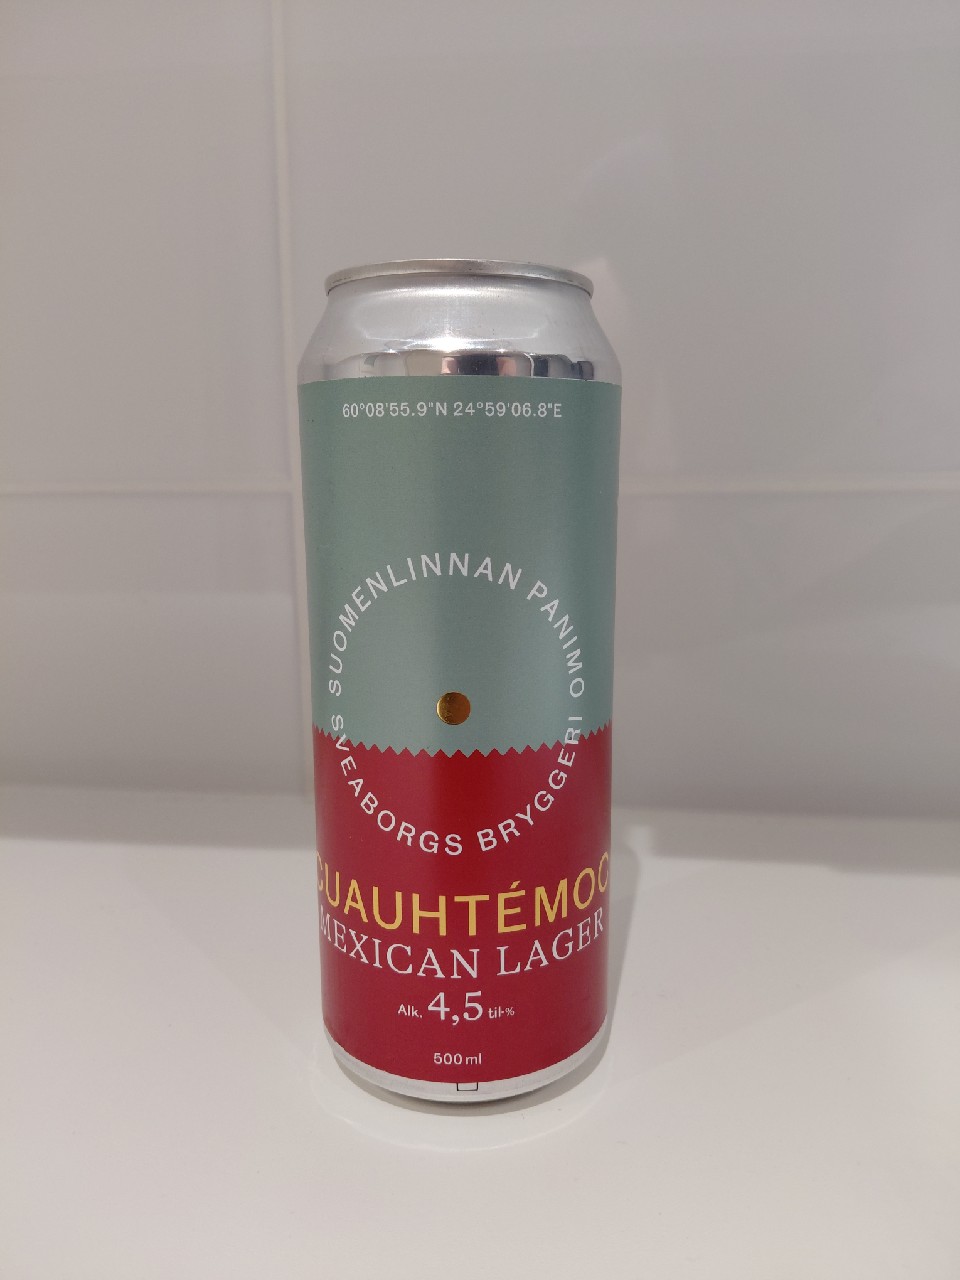 60°08'55.9"N 24°59'06.8"E
SUOMENLINNAN PANIMO
SVEABORGS BRYGGERI
CUAUHTÉMOC
MEXICAN LAGER
Alk. 4,5 til-%
500 ml